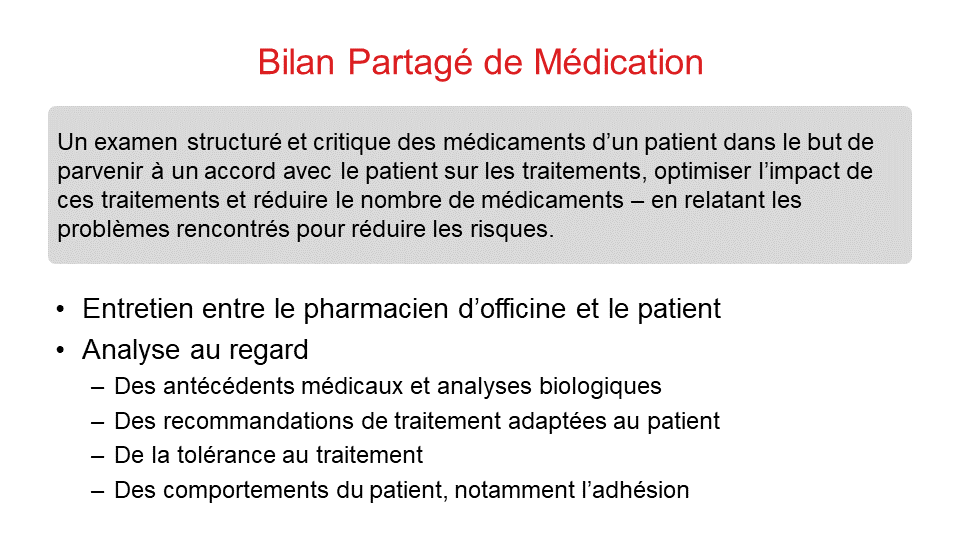 Bilan Partagé de Médication
Un examen structuré et critique des médicaments d’un patient dans le but de
parvenir à un accord avec le patient sur les traitements, optimiser l’impact de
ces traitements et réduire le nombre de médicaments – en relatant les
problèmes rencontrés pour réduire les risques.
• Entretien entre le pharmacien d’officine et le patient
• Analyse au regard
– Des antécédents médicaux et analyses biologiques
– Des recommandations de traitement adaptées au patient
– De la tolérance au traitement
– Des comportements du patient, notamment l’adhésion